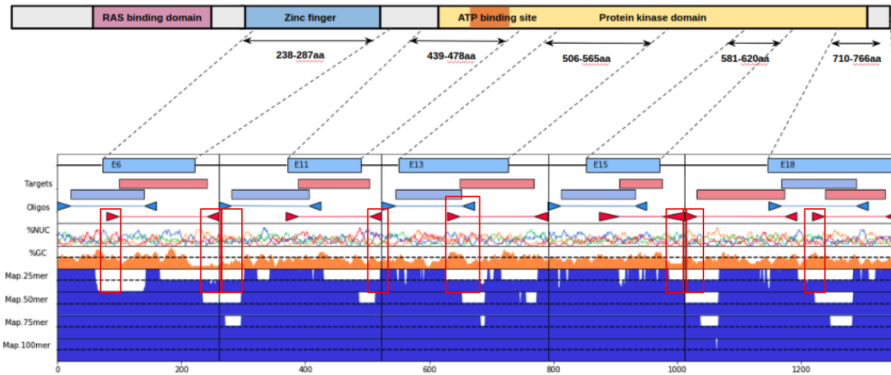 RAS binding domain Zinc finger ATP binding site Protein kinase domain
238-287aa 439-478aa 506-565aa 581-620aa 710-766aa
E6 E11 E13 E15 E18
Targets
Oligos
%NUC
%GC
Map.25mer
Map.50mer
Map.75mer
Map.100mer
0 200 400 600 800 1000 1200